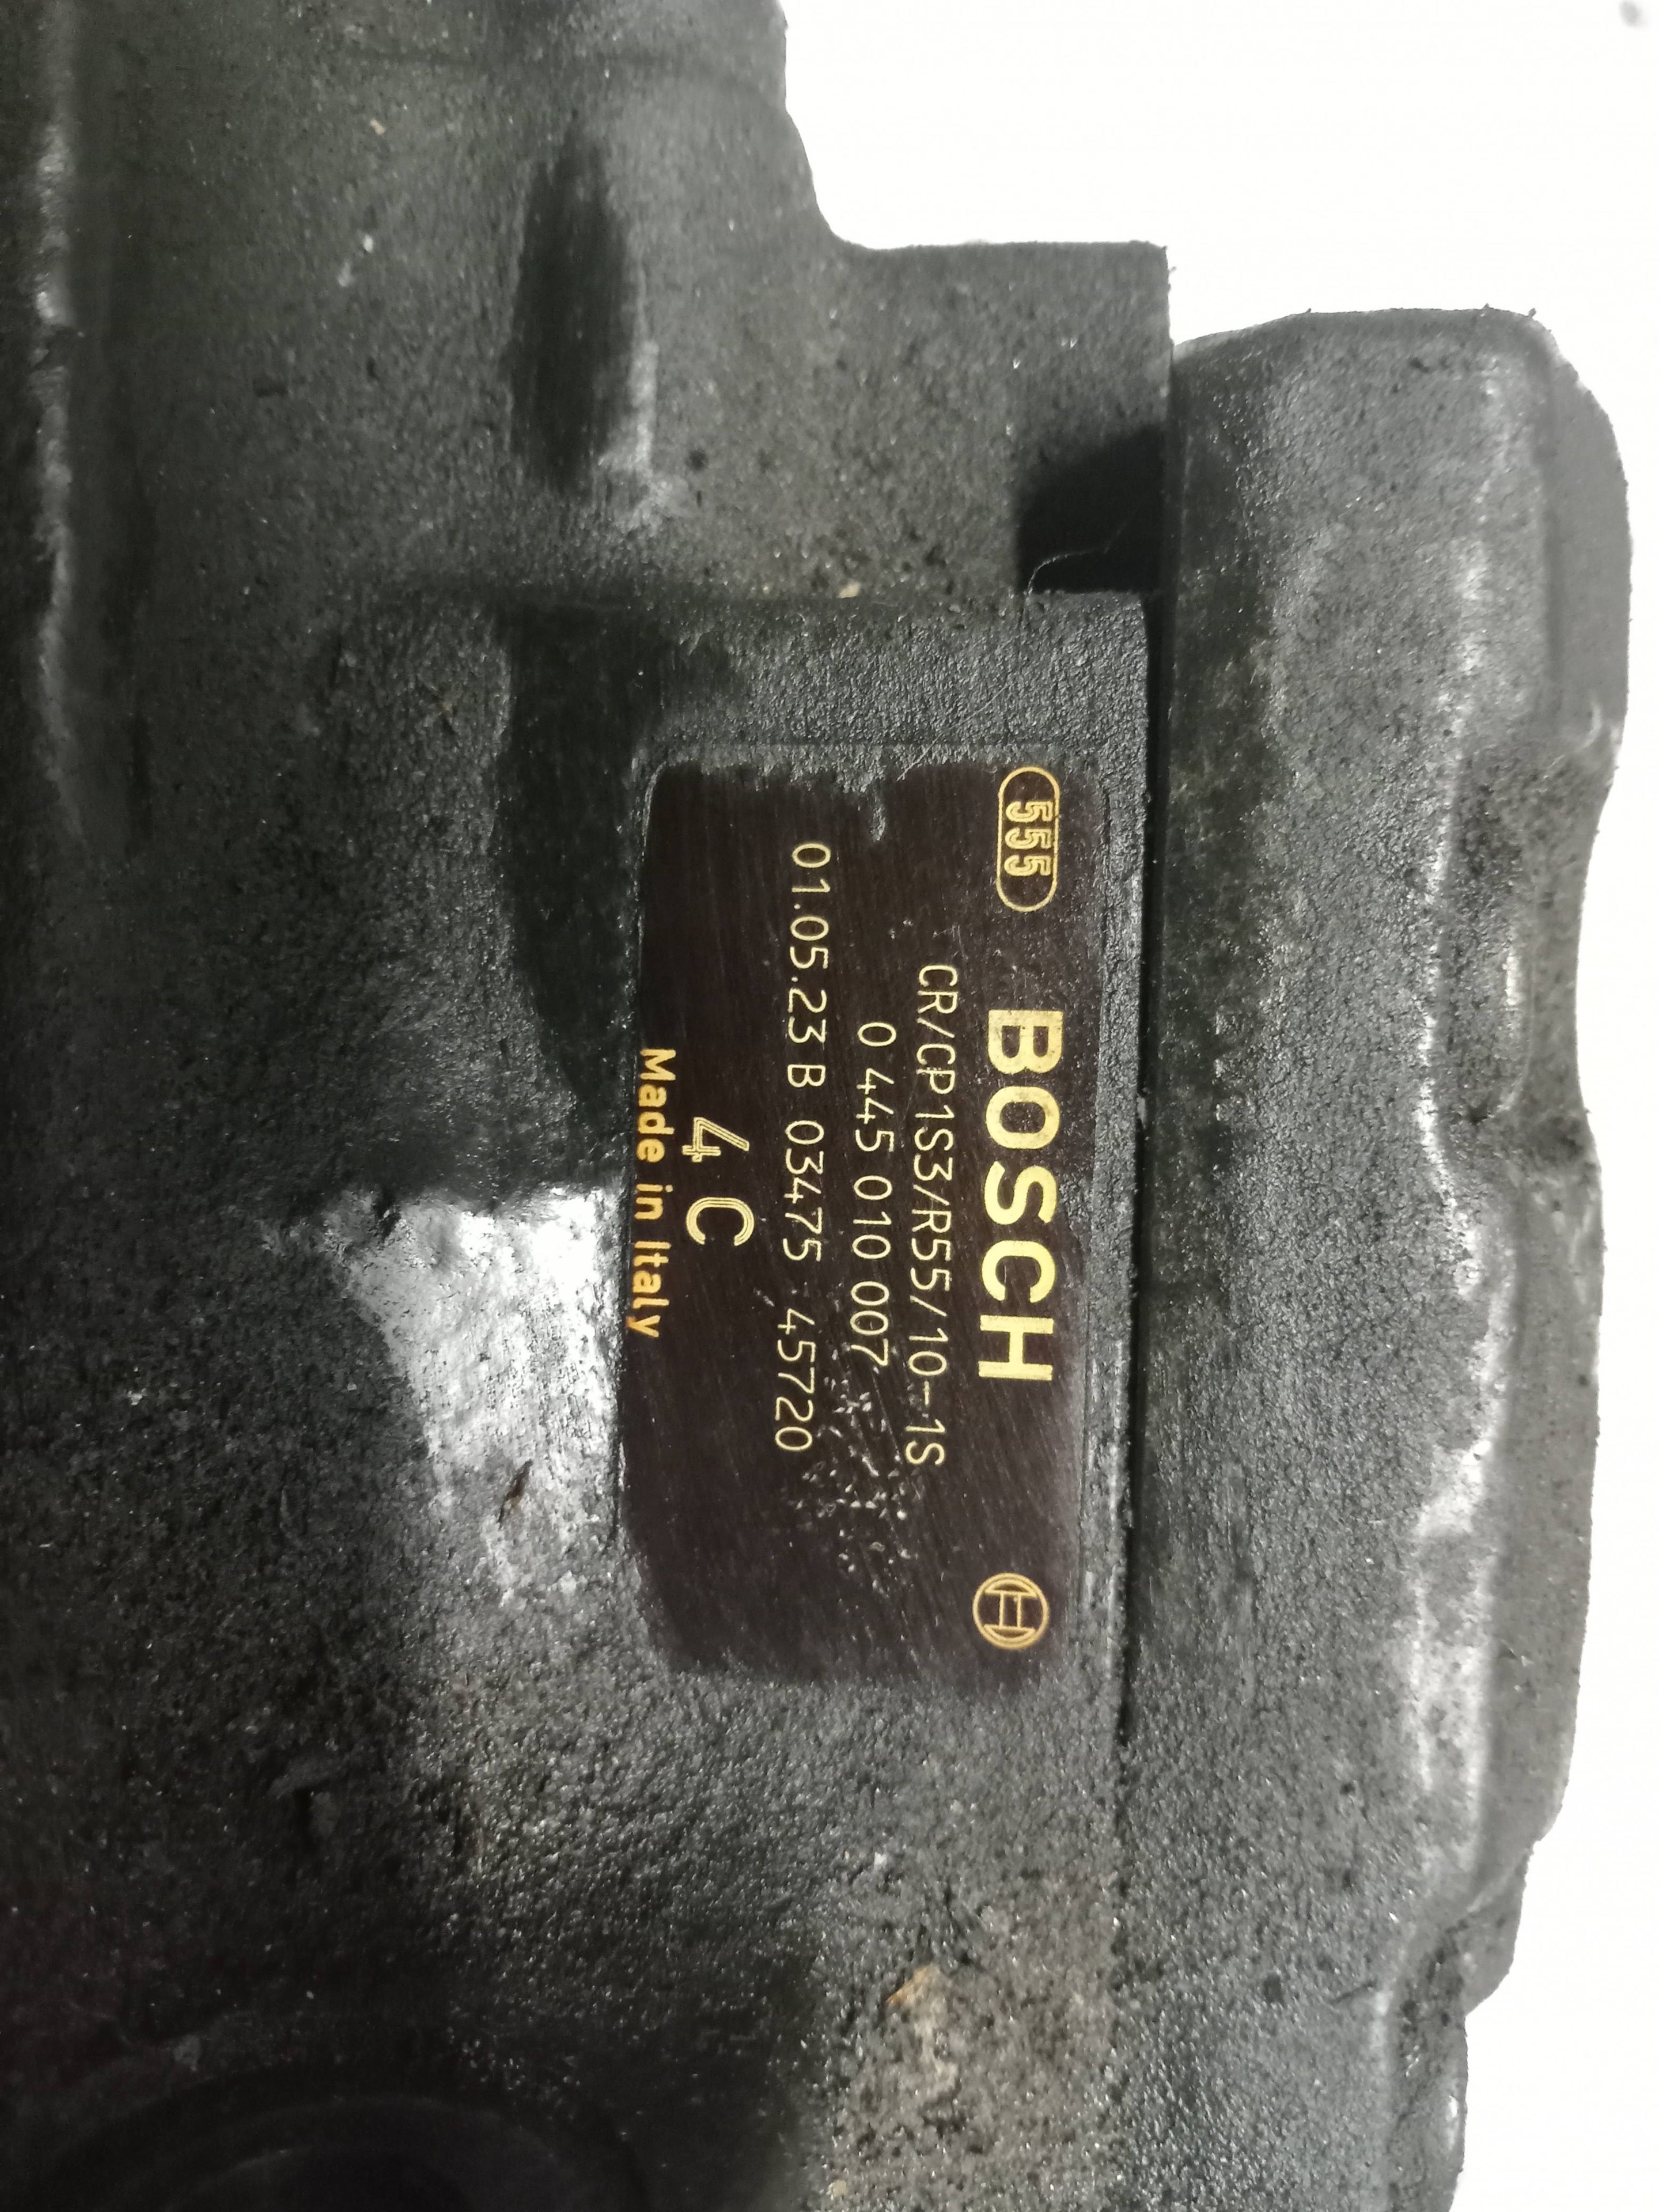 555 BOSCH
CR/CP1S3/R55/10-1S
0 445 010 007
01.05.23 B 03475 45720
4 C
Made in Italy